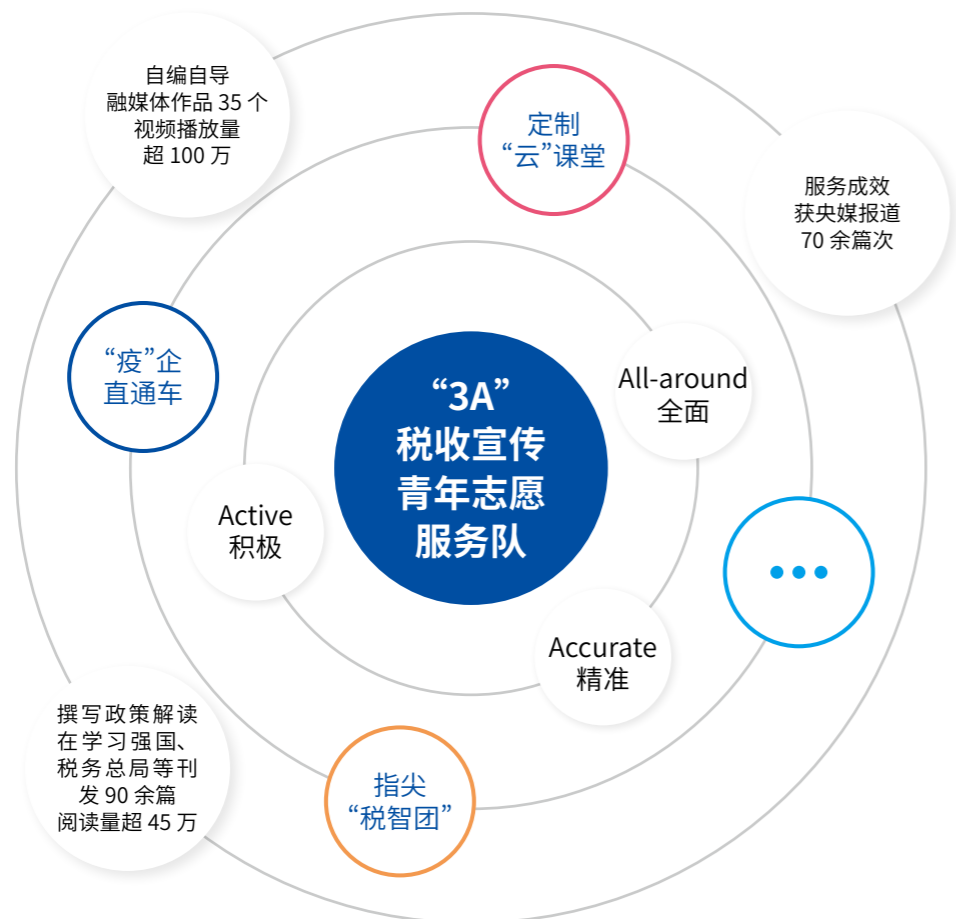 自编自导
融媒体作品 35 个
视频播放量
超 100 万
定制
“云”课堂
服务成效
获央媒报道
70 余篇次
“疫”企
直通车
“3A”
税收宣传
青年志愿
服务队
All-around
全面
Active
积极
Accurate
精准
撰写政策解读
在学习强国、
税务总局等刊
发 90 余篇
阅读量超 45 万
指尖
“税智团”